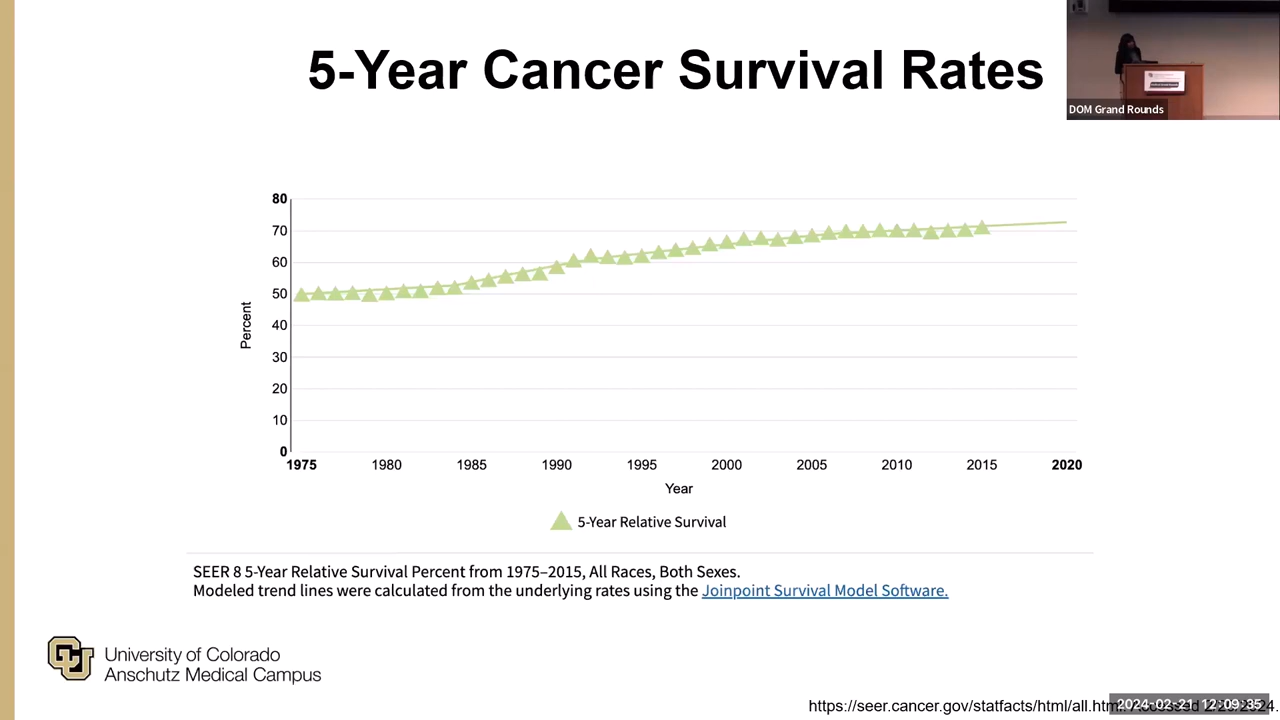 5-Year Cancer Survival Rates
DOM Grand Rounds
80
70
60
50
40
30
20
10
0
Percent
1975 1980 1985 1990 1995 2000 2005 2010 2015 2020
Year
5-Year Relative Survival
SEER 8 5-Year Relative Survival Percent from 1975–2015, All Races, Both Sexes.
Modeled trend lines were calculated from the underlying rates using the Joinpoint Survival Model Software.
University of Colorado
Anschutz Medical Campus
https://seer.cancer.gov/statfacts/html/all.html.
2024-02-21 12:09:35